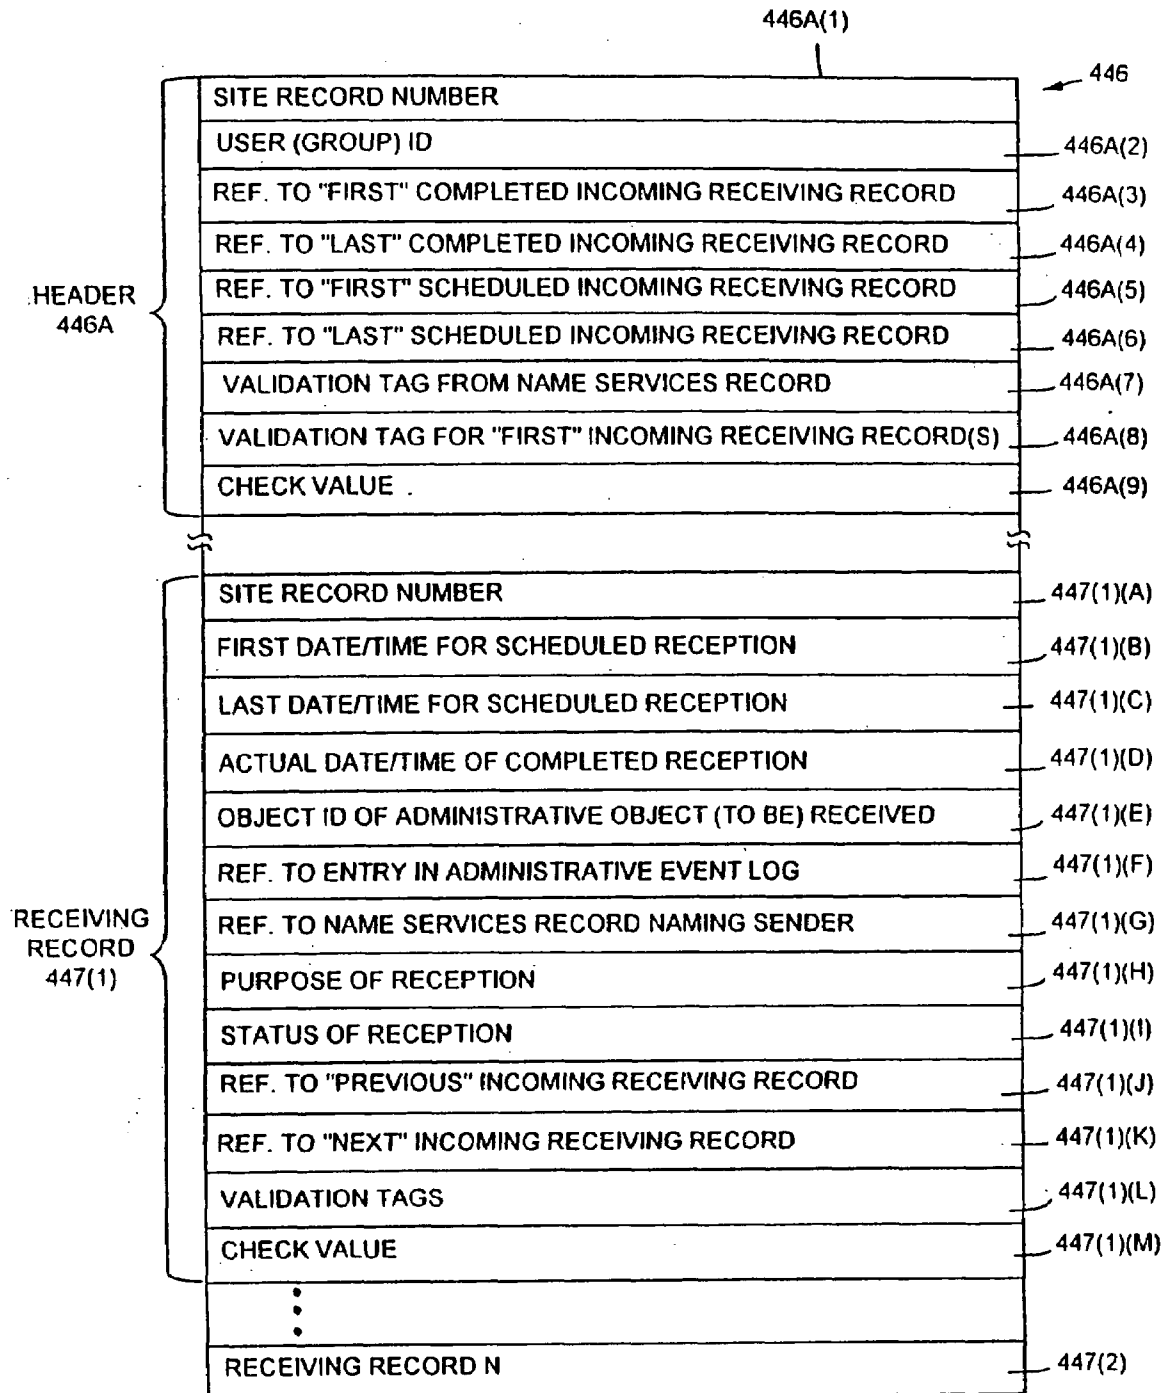 446A(1)
446
SITE RECORD NUMBER
USER (GROUP) ID
446A(2)
REF. TO "FIRST" COMPLETED INCOMING RECEIVING RECORD
446A(3)
REF. TO "LAST" COMPLETED INCOMING RECEIVING RECORD
446A(4)
REF. TO "FIRST" SCHEDULED INCOMING RECEIVING RECORD
446A(5)
REF. TO "LAST" SCHEDULED INCOMING RECEIVING RECORD
446A(6)
VALIDATION TAG FROM NAME SERVICES RECORD
446A(7)
VALIDATION TAG FOR "FIRST" INCOMING RECEIVING RECORD(S)
446A(8)
CHECK VALUE
446A(9)
HEADER
446A
SITE RECORD NUMBER
447(1)(A)
FIRST DATE/TIME FOR SCHEDULED RECEPTION
447(1)(B)
LAST DATE/TIME FOR SCHEDULED RECEPTION
447(1)(C)
ACTUAL DATE/TIME OF COMPLETED RECEPTION
447(1)(D)
OBJECT ID OF ADMINISTRATIVE OBJECT (TO BE) RECEIVED
447(1)(E)
REF. TO ENTRY IN ADMINISTRATIVE EVENT LOG
447(1)(F)
REF. TO NAME SERVICES RECORD NAMING SENDER
447(1)(G)
PURPOSE OF RECEPTION
447(1)(H)
STATUS OF RECEPTION
447(1)(I)
REF. TO "PREVIOUS" INCOMING RECEIVING RECORD
447(1)(J)
REF. TO "NEXT" INCOMING RECEIVING RECORD
447(1)(K)
VALIDATION TAGS
447(1)(L)
CHECK VALUE
447(1)(M)
RECEIVING
RECORD
447(1)
RECEIVING RECORD N
447(2)